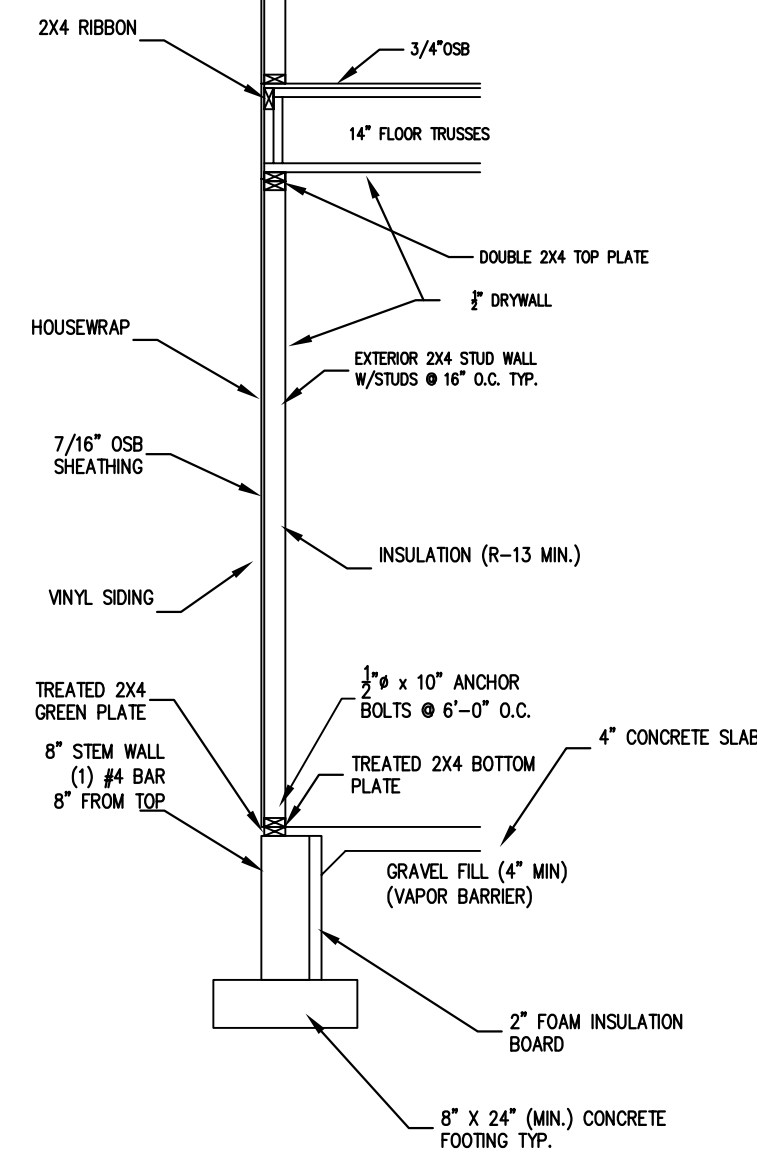 2X4 RIBBON
3/4"OSB
14" FLOOR TRUSSES
DOUBLE 2X4 TOP PLATE
½" DRYWALL
HOUSEWRAP
EXTERIOR 2X4 STUD WALL
W/STUDS @ 16" O.C. TYP.
7/16" OSB
SHEATHING
INSULATION (R-13 MIN.)
VINYL SIDING
½"ø x 10" ANCHOR
BOLTS @ 6'-0" O.C.
TREATED 2X4
GREEN PLATE
4" CONCRETE SLAB
8" STEM WALL
(1) #4 BAR
8" FROM TOP
TREATED 2X4 BOTTOM
PLATE
GRAVEL FILL (4" MIN)
(VAPOR BARRIER)
2" FOAM INSULATION
BOARD
8" X 24" (MIN.) CONCRETE
FOOTING TYP.